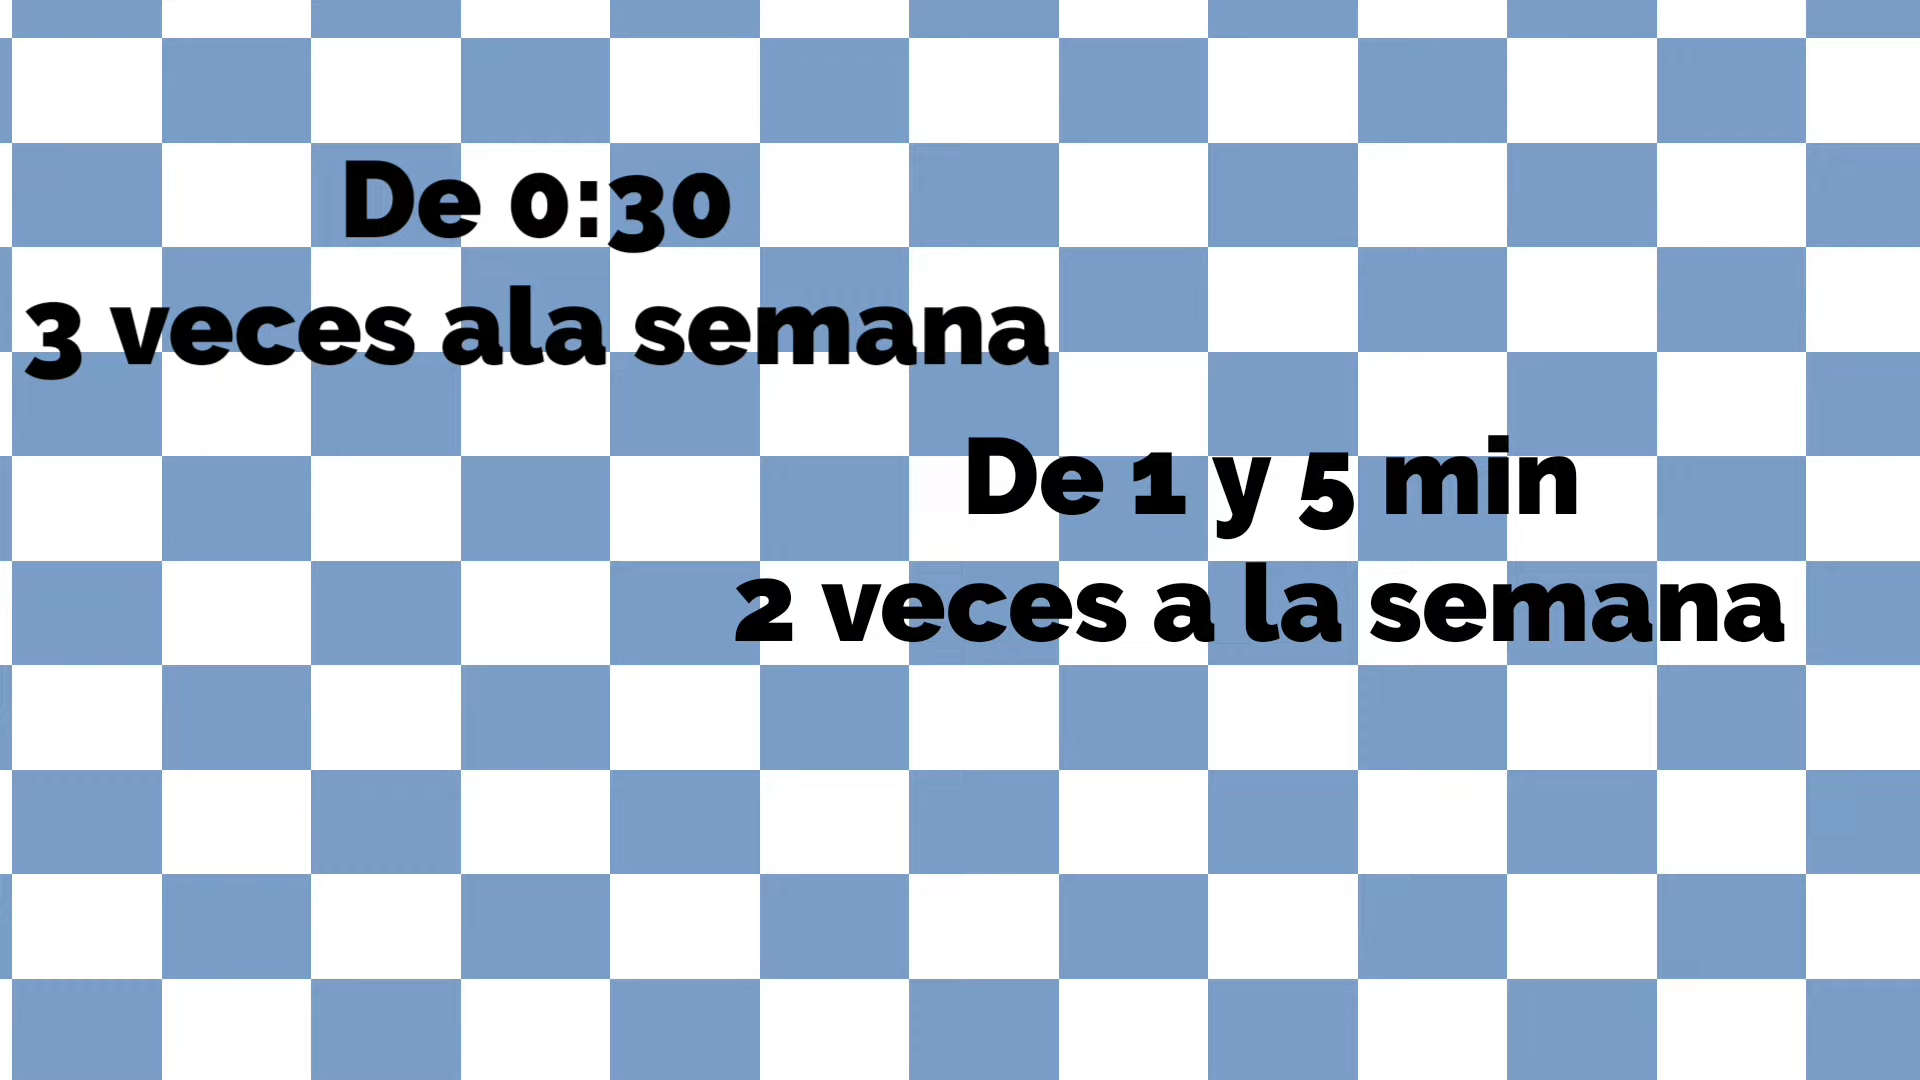 De 0:30
3 veces ala semana
De 1 y 5 min
2 veces a la semana